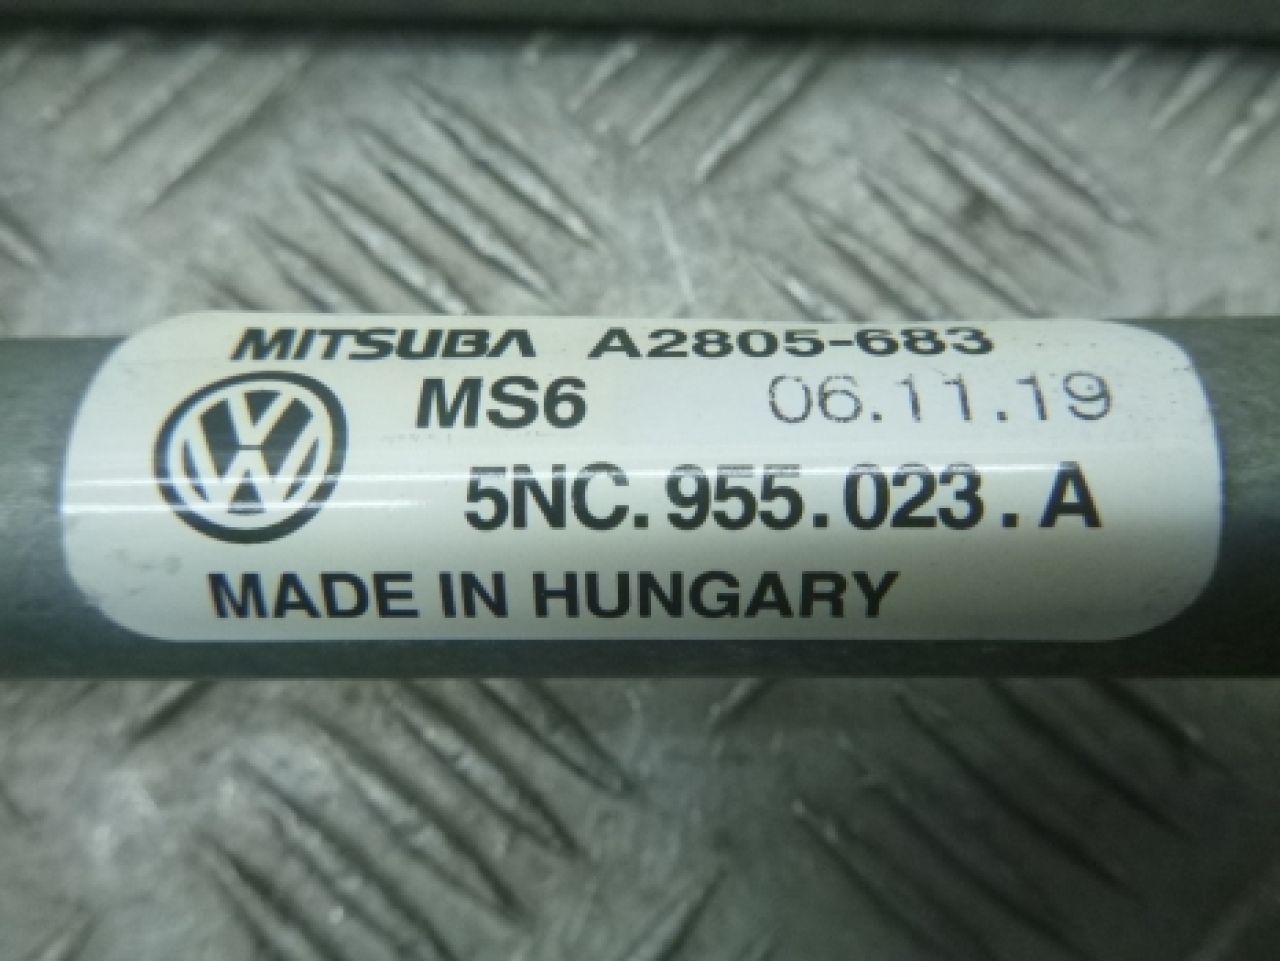 MITSUBA A2805-683
MS6 06.11.19
5NC.955.023.A
MADE IN HUNGARY